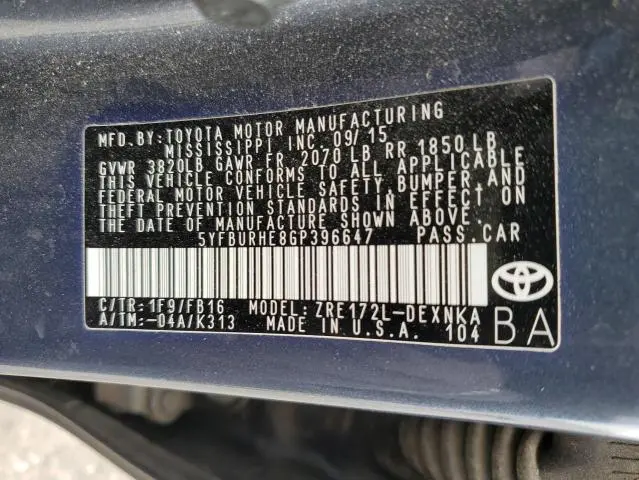 MFD.BY:TOYOTA MOTOR MANUFACTURING
MISSISSIPPI INC.09/15
GVWR 3820LB GAWR FR 2070 LB RR 1850 LB
THIS VEHICLE CONFORMS TO ALL APPLICABLE
FEDERAL MOTOR VEHICLE SAFETY,BUMPER,AND
THEFT PREVENTION STANDARDS IN EFFECT ON
THE DATE OF MANUFACTURE SHOWN ABOVE.
5YFBURHE8GP396647 PASS.CAR
C/TR:1F9/FB16 MODEL:ZRE172L-DEXNKA
A/TM:-04A/K313 MADE IN U.S.A. 104
BA